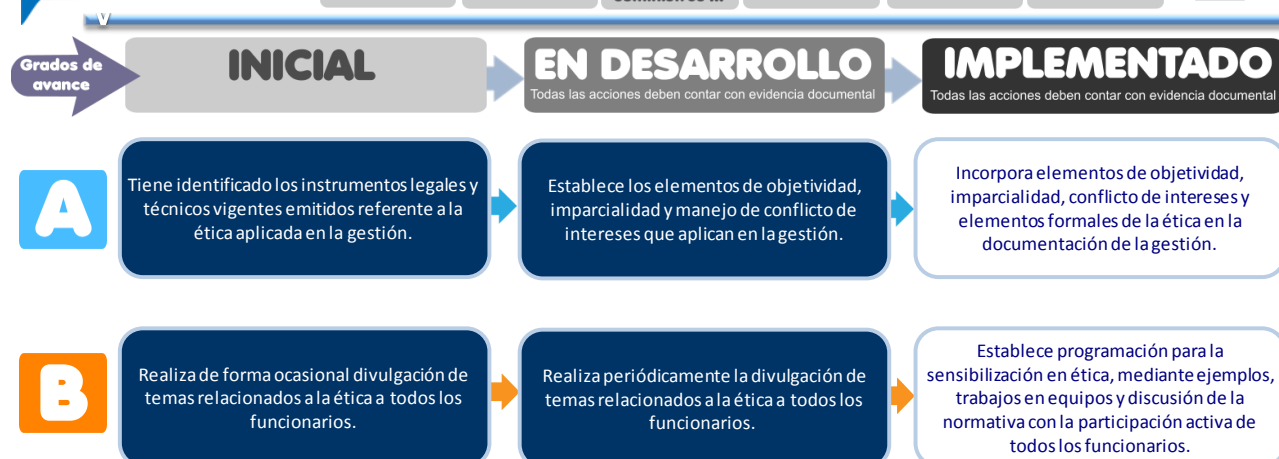 V
Grados de
avance
INICIAL
EN DESARROLLO
Todas las acciones deben contar con evidencia documental
IMPLEMENTADO
Todas las acciones deben contar con evidencia documental
A
Tiene identificado los instrumentos legales y
técnicos vigentes emitidos referente a la
ética aplicada en la gestión.
Establece los elementos de objetividad,
imparcialidad y manejo de conflicto de
intereses que aplican en la gestión.
Incorpora elementos de objetividad,
imparcialidad, conflicto de intereses y
elementos formales de la ética en la
documentación de la gestión.
B
Realiza de forma ocasional divulgación de
temas relacionados a la ética a todos los
funcionarios.
Realiza periódicamente la divulgación de
temas relacionados a la ética a todos los
funcionarios.
Establece programación para la
sensibilización en ética, mediante ejemplos,
trabajos en equipos y discusión de la
normativa con la participación activa de
todos los funcionarios.